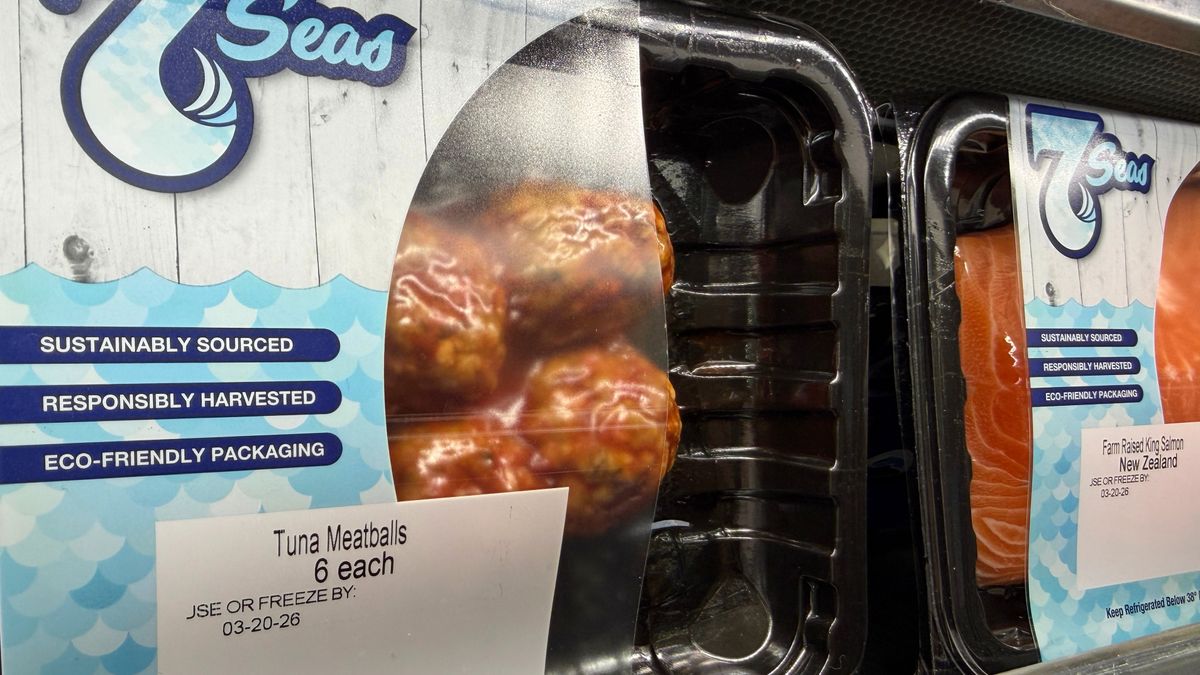 7 Seas
SUSTAINABLY SOURCED
RESPONSIBLY HARVESTED
ECO-FRIENDLY PACKAGING
Tuna Meatballs
6 each
JSE OR FREEZE BY:
03-20-26
7 Seas
SUSTAINABLY SOURCED
RESPONSIBLY HARVESTED
ECO-FRIENDLY PACKAGING
Farm Raised King Salmon
New Zealand
JSE OR FREEZE BY:
03-20-26
Keep Refrigerated Below 38°